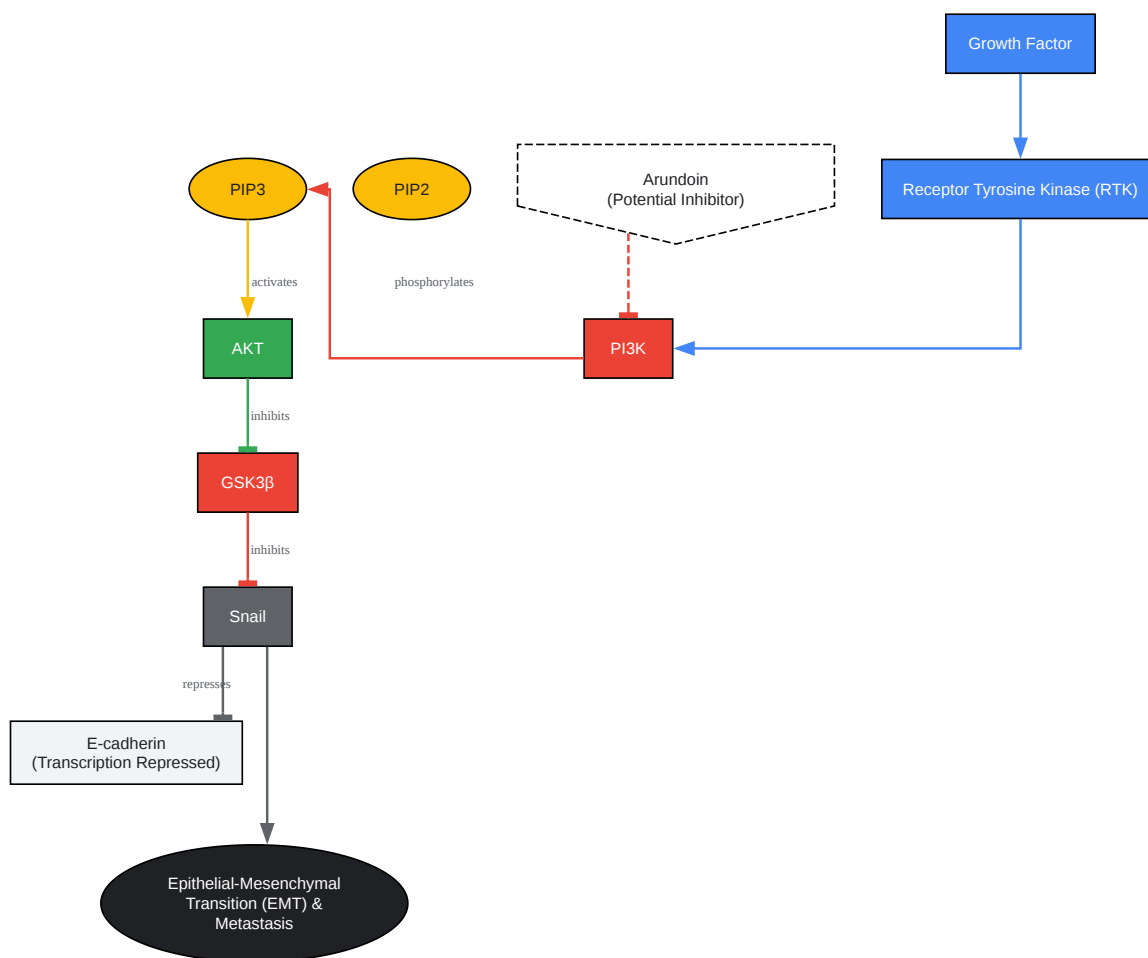 Growth Factor
Arundoin
(Potential Inhibitor)
PIP3
PIP2
Receptor Tyrosine Kinase (RTK)
activates
phosphorylates
AKT
PI3K
inhibits
GSK3β
inhibits
Snail
represses
E-cadherin
(Transcription Repressed)
Epithelial-Mesenchymal
Transition (EMT) &
Metastasis